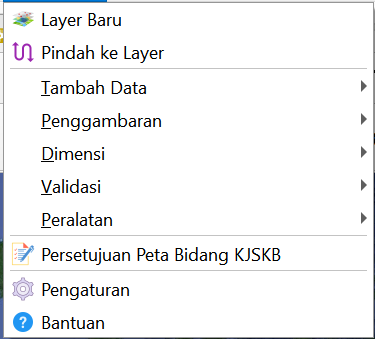 Layer Baru
Pindah ke Layer
Tambah Data
Penggambaran
Dimensi
Validasi
Peralatan
Persetujuan Peta Bidang KJSKB
Pengaturan
Bantuan